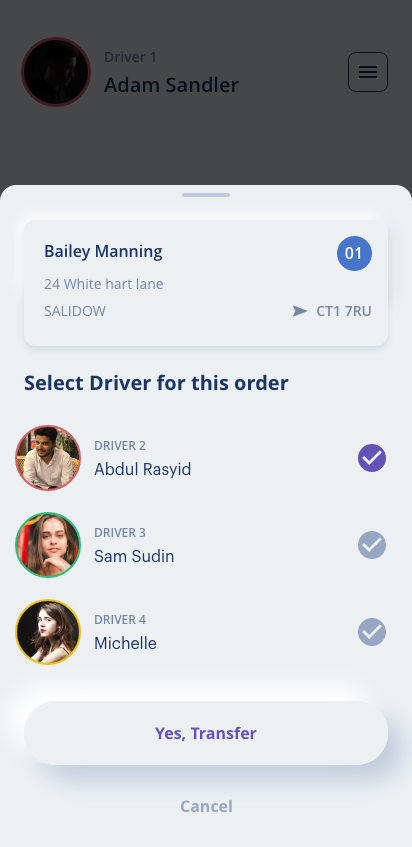 Driver 1
Adam Sandler
Bailey Manning
01
24 White hart lane
SALIDOW
CT1 7RU
Select Driver for this order
DRIVER 2
Abdul Rasyid
DRIVER 3
Sam Sudin
DRIVER 4
Michelle
Yes, Transfer
Cancel